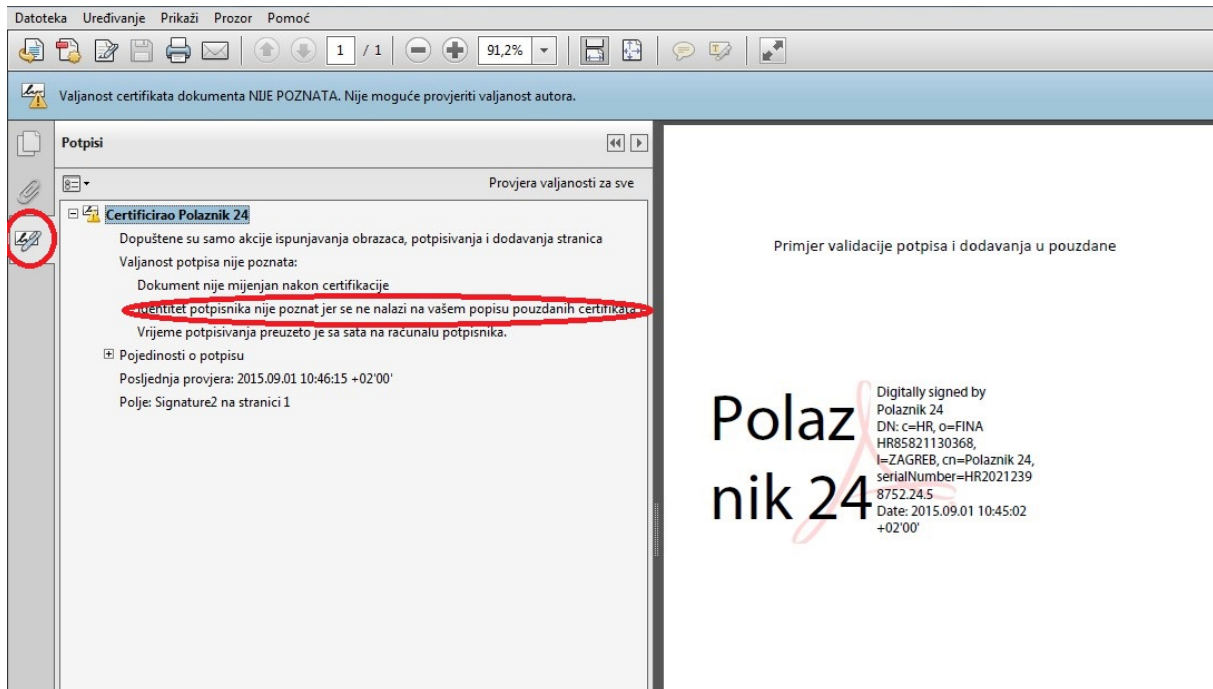 Datoteka Uređivanje Prikaži Prozor Pomoć
1 / 1 91,2%
Valjanost certifikata dokumenta NIJE POZNATA. Nije moguće provjeriti valjanost autora.
Potpisi
Provjera valjanosti za sve
Certificirao Polaznik 24
Dopuštene su samo akcije ispunjavanja obrazaca, potpisivanja i dodavanja stranica
Valjanost potpisa nije poznata:
Dokument nije mijenjan nakon certifikacije
Identitet potpisnika nije poznat jer se ne nalazi na vašem popisu pouzdanih certifikata
Vrijeme potpisivanja preuzeto je sa sata na računalu potpisnika.
Pojedinosti o potpisu
Posljednja provjera: 2015.09.01 10:46:15 +02'00'
Polje: Signature2 na stranici 1
Primjer validacije potpisa i dodavanja u pouzdane
Polaz
nik 24
Digitally signed by
Polaznik 24
DN: c=HR, o=FINA
HR85821130368,
l=ZAGREB, cn=Polaznik 24,
serialNumber=HR2021239
8752.24.5
Date: 2015.09.01 10:45:02
+02'00'